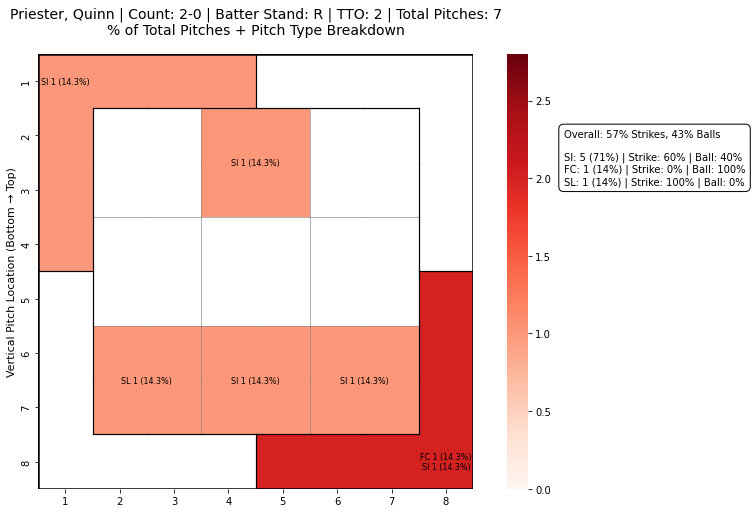 Priester, Quinn | Count: 2-0 | Batter Stand: R | TTO: 2 | Total Pitches: 7
% of Total Pitches + Pitch Type Breakdown
Vertical Pitch Location (Bottom → Top)
1
2
3
4
5
6
7
8
SI 1 (14.3%)
SI 1 (14.3%)
SL 1 (14.3%)
SI 1 (14.3%)
SI 1 (14.3%)
FC 1 (14.3%)
SI 1 (14.3%)
1
2
3
4
5
6
7
8
2.5
2.0
1.5
1.0
0.5
0.0
Overall: 57% Strikes, 43% Balls
SI: 5 (71%) | Strike: 60% | Ball: 40%
FC: 1 (14%) | Strike: 0% | Ball: 100%
SL: 1 (14%) | Strike: 100% | Ball: 0%